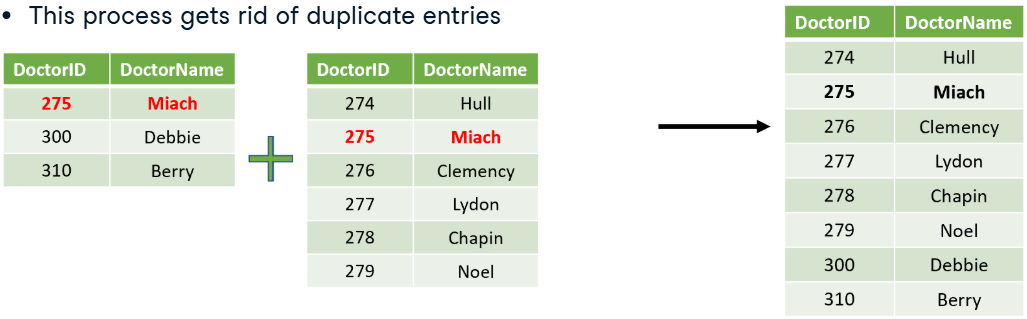 • This process gets rid of duplicate entries
DoctorID DoctorName
275 Miach
300 Debbie
310 Berry
DoctorID DoctorName
274 Hull
275 Miach
276 Clemency
277 Lydon
278 Chapin
279 Noel
DoctorID DoctorName
274 Hull
275 Miach
276 Clemency
277 Lydon
278 Chapin
279 Noel
300 Debbie
310 Berry